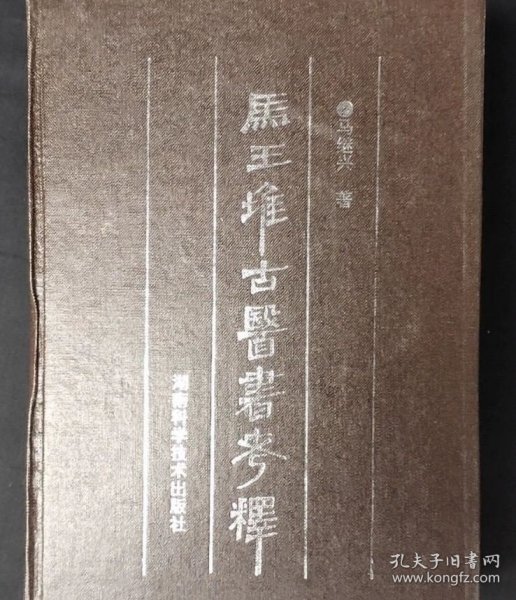 马继兴 著
馬王堆古醫書考釋
湖南科学技术出版社
孔夫子旧书网
www.kongfz.com